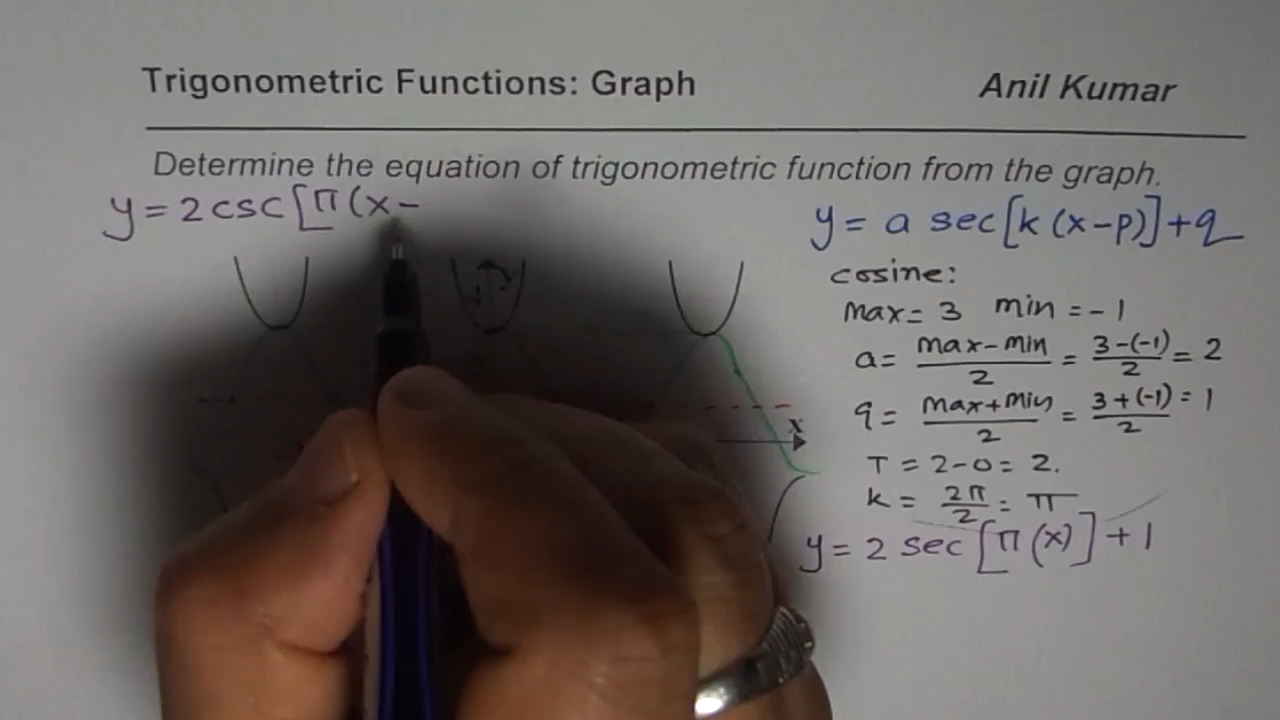 Trigonometric Functions: Graph Anil Kumar
Determine the equation of trigonometric function from the graph.
y = 2 csc [π (x −
y = a sec [k (x−p)] + q
cosine:
max = 3 min = −1
a = max − min / 2 = 3 − (−1) / 2 = 2
q = max + min / 2 = 3 + (−1) / 2 = 1
T = 2 − 0 = 2.
k = 2π / 2 = π
y = 2 sec [π (x)] + 1
x